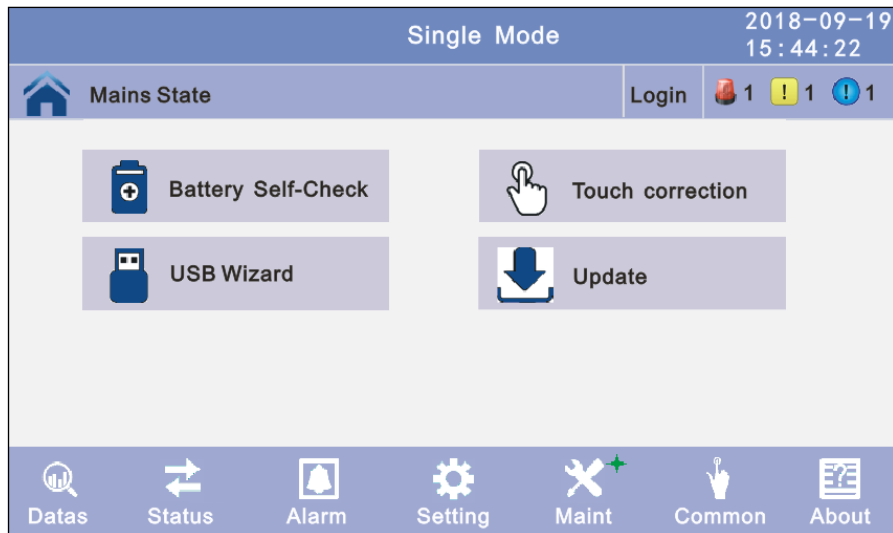 Single Mode
2018-09-19
15:44:22
Mains State
Login
1
! 1
! 1
Battery Self-Check
Touch correction
USB Wizard
Update
Datas
Status
Alarm
Setting
Maint
Common
?
About